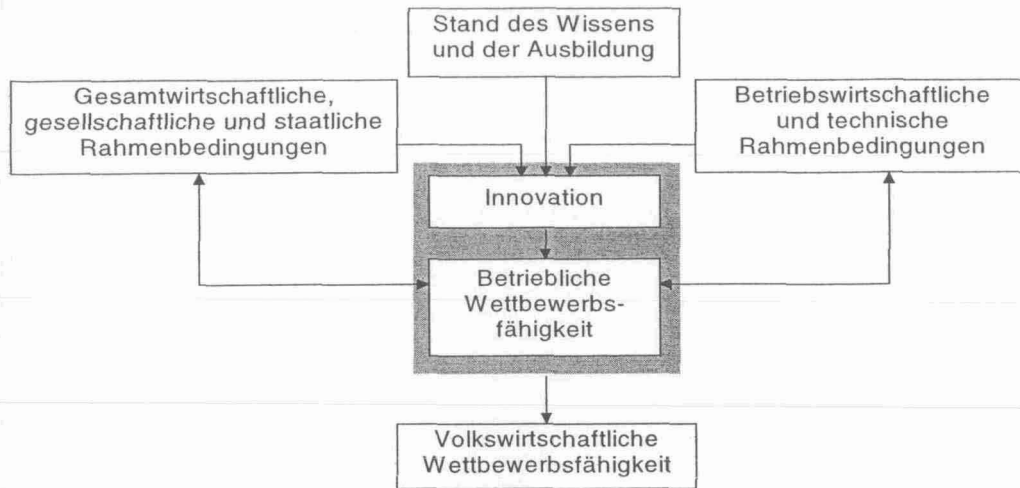 Stand des Wissens
und der Ausbildung
Gesamtwirtschaftliche,
gesellschaftliche und staatliche
Rahmenbedingungen
Betriebswirtschaftliche
und technische
Rahmenbedingungen
Innovation
Betriebliche
Wettbewerbs-
fähigkeit
Volkswirtschaftliche
Wettbewerbsfähigkeit